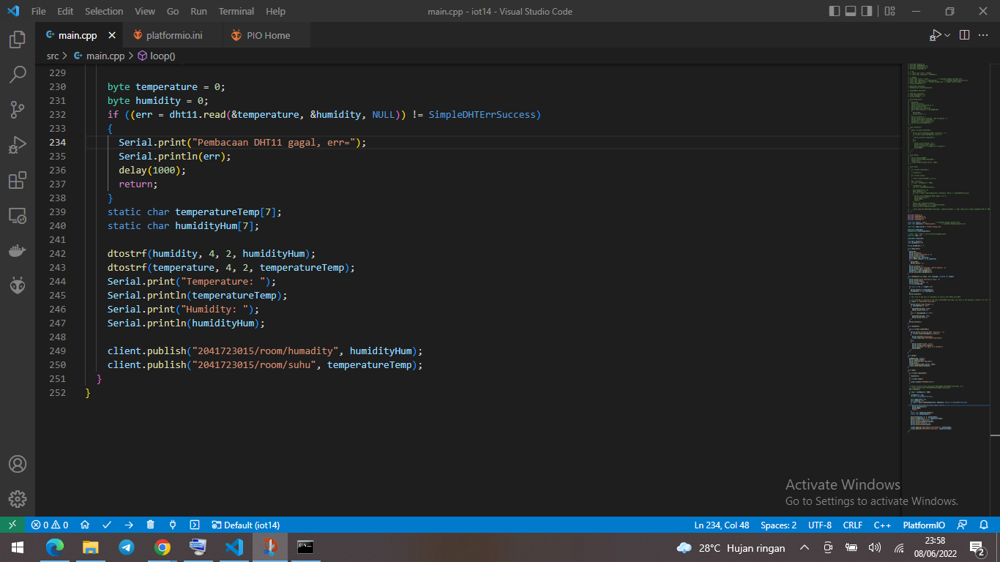 File Edit Selection View Go Run Terminal Help main.cpp - iot14 - Visual Studio Code
main.cpp platformio.ini PIO Home
src > main.cpp > loop()
229
230 byte temperature = 0;
231 byte humidity = 0;
232 if ((err = dht11.read(&temperature, &humidity, NULL)) != SimpleDHTErrSuccess)
233 {
234 Serial.print("Pembacaan DHT11 gagal, err=");
235 Serial.println(err);
236 delay(1000);
237 return;
238 }
239 static char temperatureTemp[7];
240 static char humidityHum[7];
241
242 dtostrf(humidity, 4, 2, humidityHum);
243 dtostrf(temperature, 4, 2, temperatureTemp);
244 Serial.print("Temperature: ");
245 Serial.println(temperatureTemp);
246 Serial.print("Humidity: ");
247 Serial.println(humidityHum);
248
249 client.publish("2041723015/room/humadity", humidityHum);
250 client.publish("2041723015/room/suhu", temperatureTemp);
251 }
252 }
Activate Windows
Go to Settings to activate Windows.
0 0 Default (iot14) Ln 234, Col 48 Spaces: 2 UTF-8 CRLF C++ PlatformIO
28°C Hujan ringan 23:58
08/06/2022 2